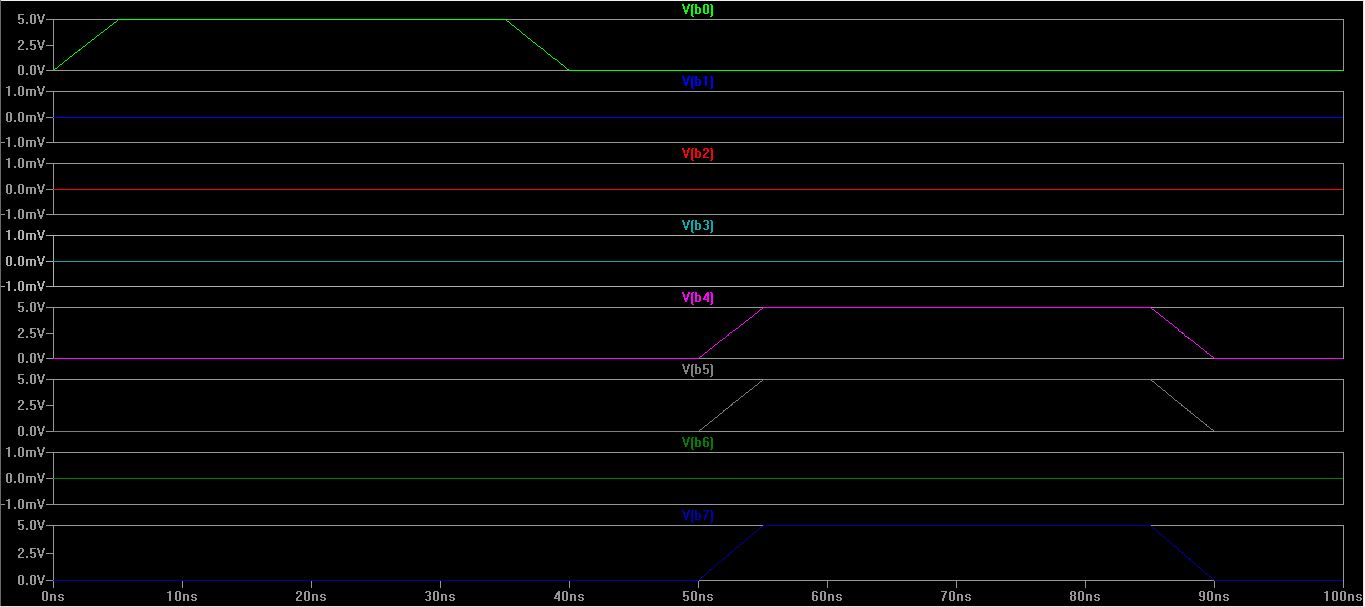 V(b0)
5.0V
2.5V
0.0V
V(b1)
1.0mV
0.0mV
-1.0mV
V(b2)
1.0mV
0.0mV
-1.0mV
V(b3)
1.0mV
0.0mV
-1.0mV
V(b4)
5.0V
2.5V
0.0V
V(b5)
5.0V
2.5V
0.0V
V(b6)
1.0mV
0.0mV
-1.0mV
V(b7)
5.0V
2.5V
0.0V
0ns 10ns 20ns 30ns 40ns 50ns 60ns 70ns 80ns 90ns 100ns